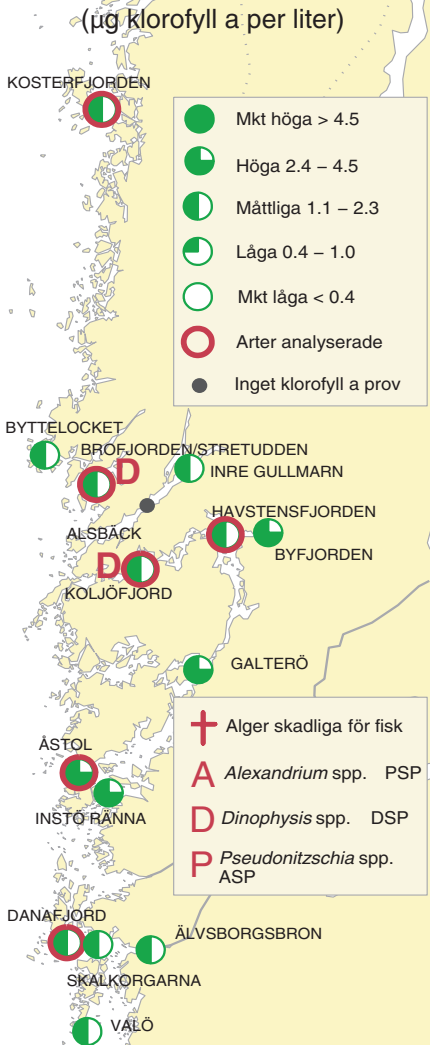 (µg klorofyll a per liter)
KOSTERFJORDEN
Mkt höga > 4.5
Höga 2.4 – 4.5
Måttliga 1.1 – 2.3
Låga 0.4 – 1.0
Mkt låga < 0.4
Arter analyserade
Inget klorofyll a prov
BYTTELOCKET
BROFJORDEN/STRETUDDEN
D
INRE GULLMARN
HAVSTENSFJORDEN
ALSBÄCK
BYFJORDEN
D
KOLJÖFJORD
GALTERÖ
Alger skadliga för fisk
ÅSTOL
A Alexandrium spp. PSP
INSTÖ RÄNNA
D Dinophysis spp. DSP
P Pseudonitzschia spp.
ASP
DANAFJORD
ÄLVSBORGSBRON
SKALKORGARNA
VALÖ